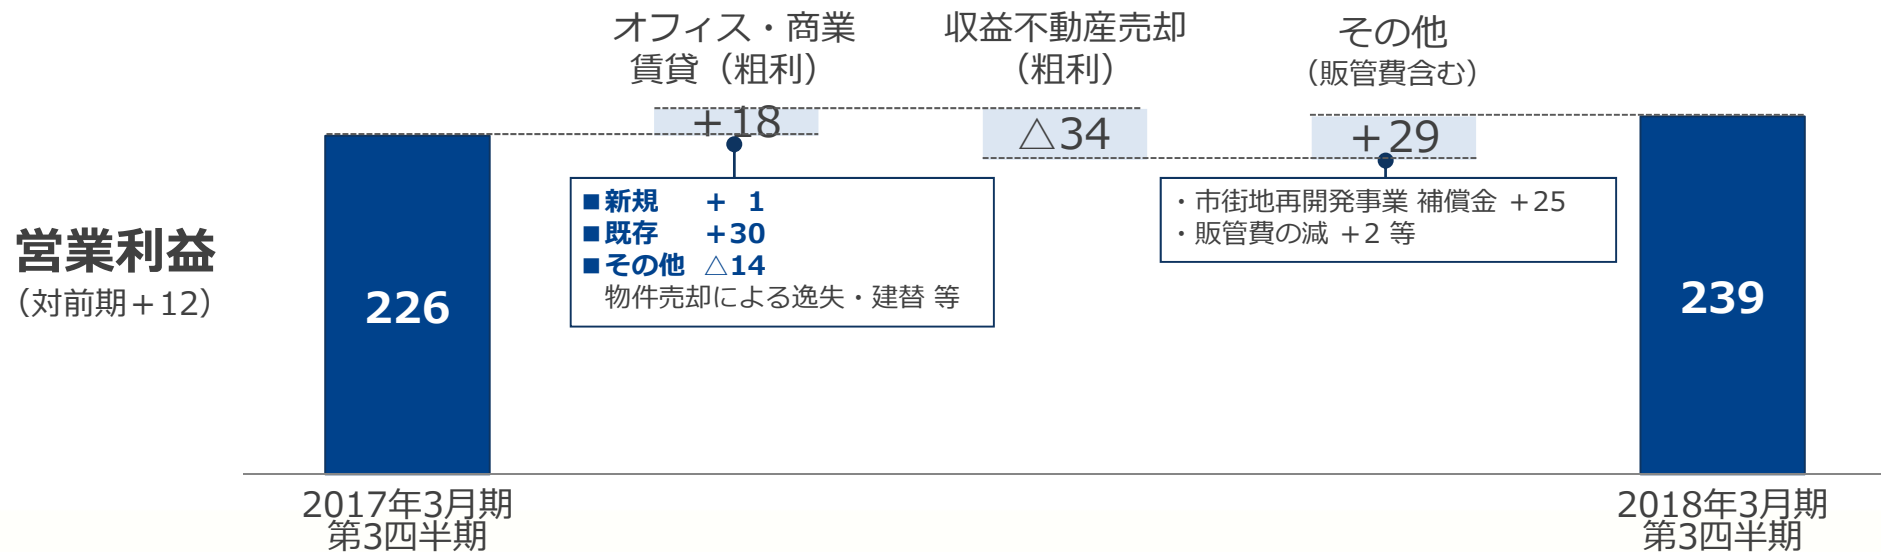 オフィス・商業
賃貸（粗利）
収益不動産売却
（粗利）
その他
（販管費含む）
＋18
△34
＋29
■新規 + 1
■既存 +30
■その他 △14
物件売却による逸失・建替 等
・市街地再開発事業 補償金 ＋25
・販管費の減 ＋2 等
営業利益
（対前期＋12）
226
239
2017年3月期
第3四半期
2018年3月期
第3四半期